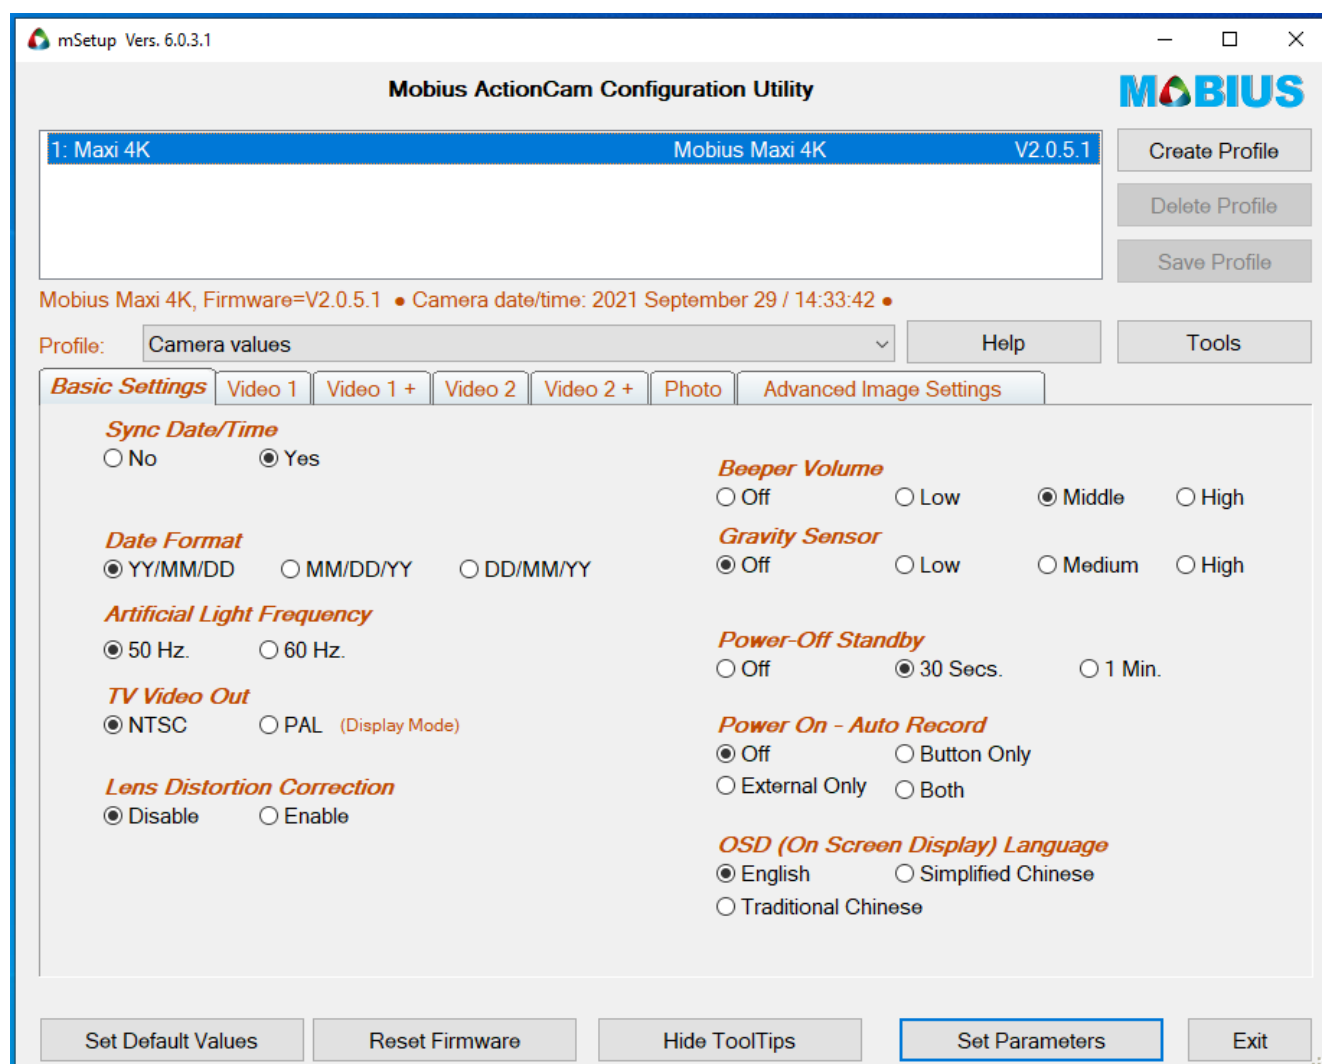 mSetup Vers. 6.0.3.1
Mobius ActionCam Configuration Utility
MOBIUS
1: Maxi 4K Mobius Maxi 4K V2.0.5.1
Create Profile
Delete Profile
Save Profile
Mobius Maxi 4K, Firmware=V2.0.5.1 ● Camera date/time: 2021 September 29 / 14:33:42 ●
Profile: Camera values Help Tools
Basic Settings Video 1 Video 1 + Video 2 Video 2 + Photo Advanced Image Settings
Sync Date/Time
No Yes
Date Format
YY/MM/DD MM/DD/YY DD/MM/YY
Artificial Light Frequency
50 Hz. 60 Hz.
TV Video Out
NTSC PAL (Display Mode)
Lens Distortion Correction
Disable Enable
Beeper Volume
Off Low Middle High
Gravity Sensor
Off Low Medium High
Power-Off Standby
Off 30 Secs. 1 Min.
Power On - Auto Record
Off Button Only
External Only Both
OSD (On Screen Display) Language
English Simplified Chinese
Traditional Chinese
Set Default Values Reset Firmware Hide ToolTips Set Parameters Exit